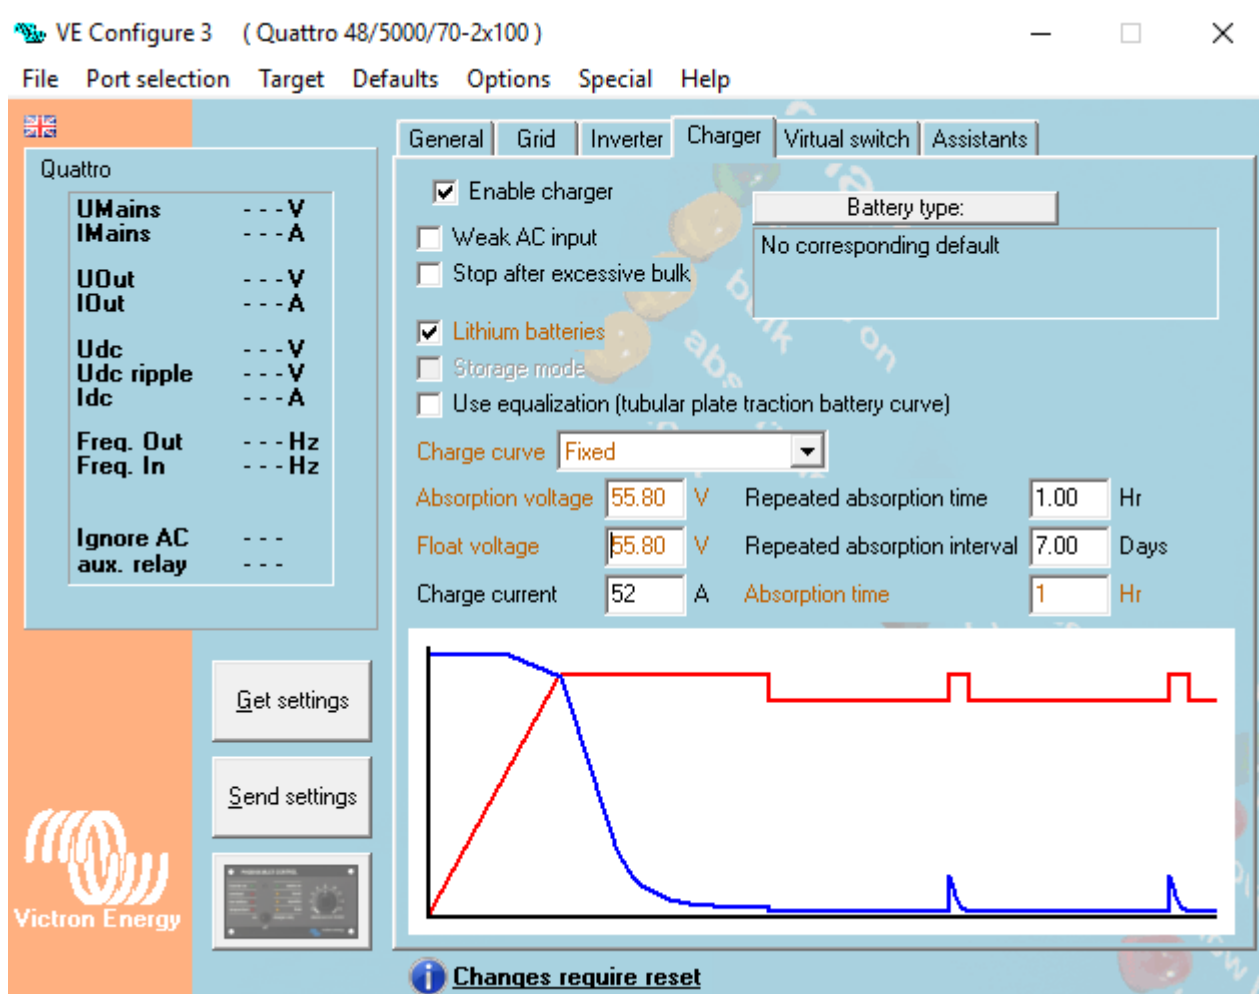 VE Configure 3 ( Quattro 48/5000/70-2x100 )
File Port selection Target Defaults Options Special Help
General Grid Inverter Charger Virtual switch Assistants
Quattro
UMains - - - V
IMains - - - A
UOut - - - V
IOut - - - A
Udc - - - V
Udc ripple - - - V
Idc - - - A
Freq. Out - - - Hz
Freq. In - - - Hz
Ignore AC - - -
aux. relay - - -
Enable charger
Battery type:
Weak AC input
No corresponding default
Stop after excessive bulk
Lithium batteries
Storage mode
Use equalization (tubular plate traction battery curve)
Charge curve Fixed
Absorption voltage 55.80 V Repeated absorption time 1.00 Hr
Float voltage 55.80 V Repeated absorption interval 7.00 Days
Charge current 52 A Absorption time 1 Hr
Get settings
Send settings
Victron Energy
Changes require reset
bulk
abs
on